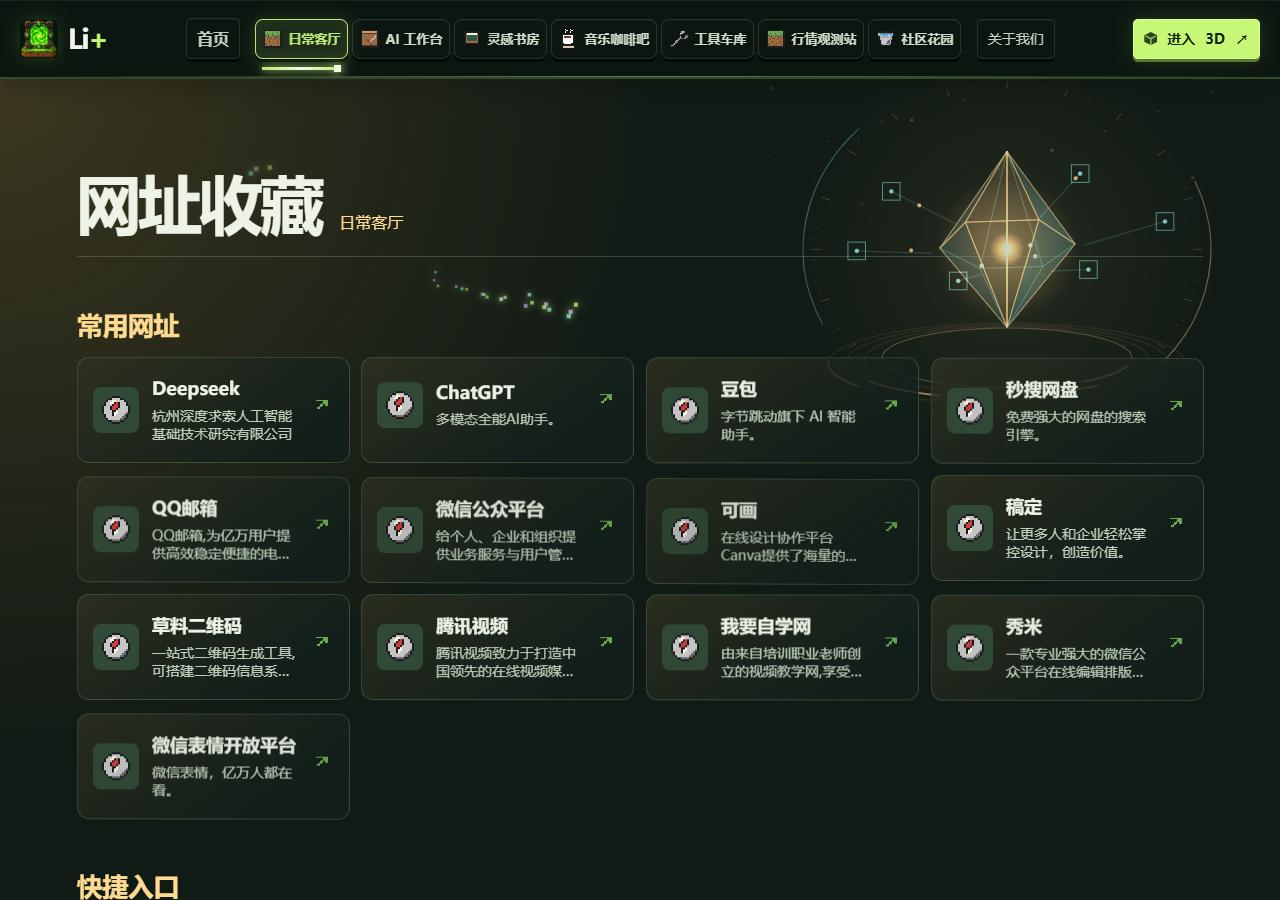 Li+
首页
日常客厅
AI 工作台
灵感书房
音乐咖啡吧
工具车库
行情观测站
社区花园
关于我们
进入 3D ↗
网址收藏
日常客厅
常用网址
Deepseek
杭州深度求索人工智能
基础技术研究有限公司
ChatGPT
多模态全能AI助手。
豆包
字节跳动旗下 AI 智能
助手。
秒搜网盘
免费强大的网盘的搜索
引擎。
QQ邮箱
QQ邮箱,为亿万用户提
供高效稳定便捷的电...
微信公众平台
给个人、企业和组织提
供业务服务与用户管...
可画
在线设计协作平台
Canva提供了海量的...
稿定
让更多人和企业轻松掌
控设计，创造价值。
草料二维码
一站式二维码生成工具,
可搭建二维码信息系...
腾讯视频
腾讯视频致力于打造中
国领先的在线视频媒...
我要自学网
由来自培训职业老师创
立的视频教学网,享受...
秀米
一款专业强大的微信公
众平台在线编辑排版...
微信表情开放平台
微信表情，亿万人都在
看。
快捷入口